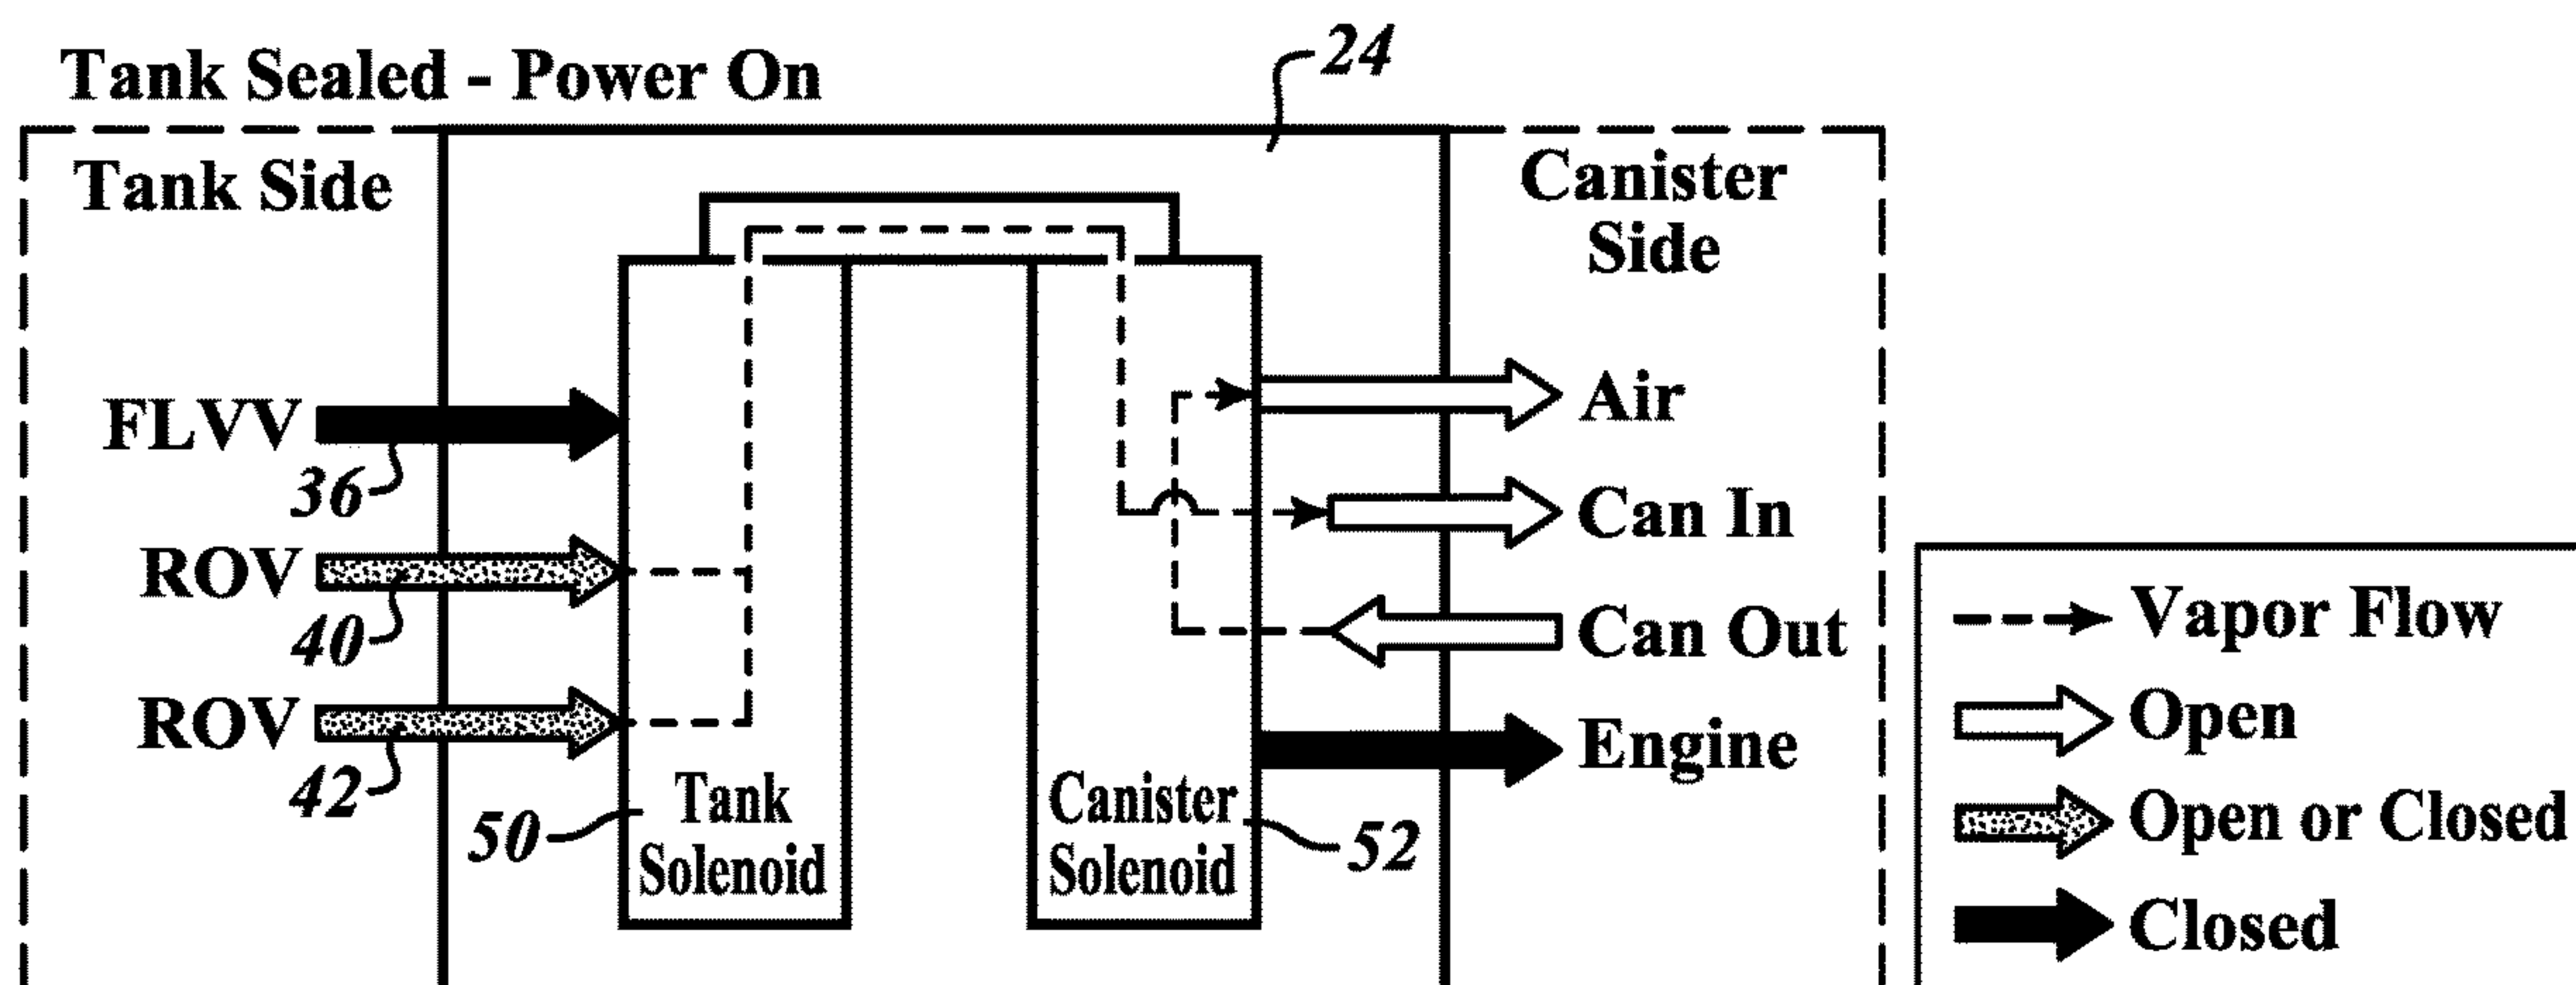 24
Tank Sealed - Power On
Tank Side
Canister
Side
FLVV
36
ROV
40
ROV
42
50
Tank
Solenoid
Canister
Solenoid
52
Air
Can In
Can Out
Engine
Vapor Flow
Open
Open or Closed
Closed